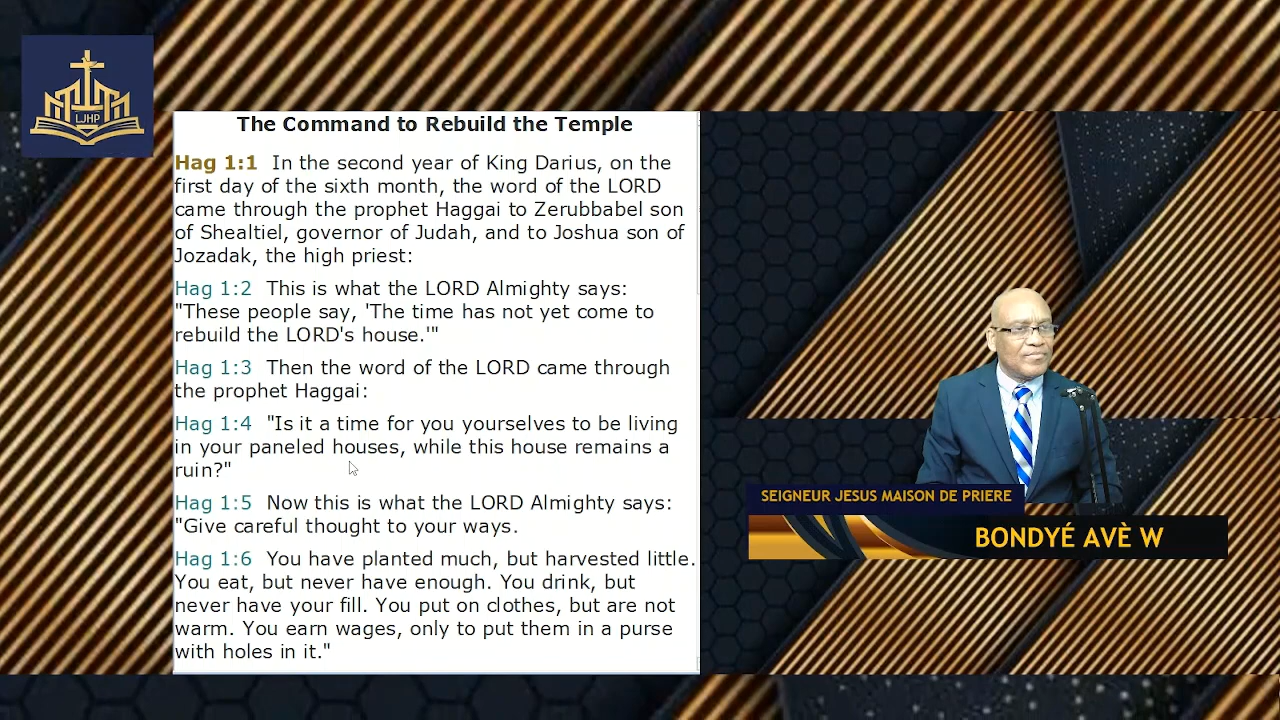 LJHP
The Command to Rebuild the Temple
Hag 1:1 In the second year of King Darius, on the
first day of the sixth month, the word of the LORD
came through the prophet Haggai to Zerubbabel son
of Shealtiel, governor of Judah, and to Joshua son of
Jozadak, the high priest:
Hag 1:2 This is what the LORD Almighty says:
"These people say, 'The time has not yet come to
rebuild the LORD's house.'"
Hag 1:3 Then the word of the LORD came through
the prophet Haggai:
Hag 1:4 "Is it a time for you yourselves to be living
in your paneled houses, while this house remains a
ruin?"
Hag 1:5 Now this is what the LORD Almighty says:
"Give careful thought to your ways.
Hag 1:6 You have planted much, but harvested little.
You eat, but never have enough. You drink, but
never have your fill. You put on clothes, but are not
warm. You earn wages, only to put them in a purse
with holes in it."
SEIGNEUR JESUS MAISON DE PRIERE
BONDYÉ AVÈ W